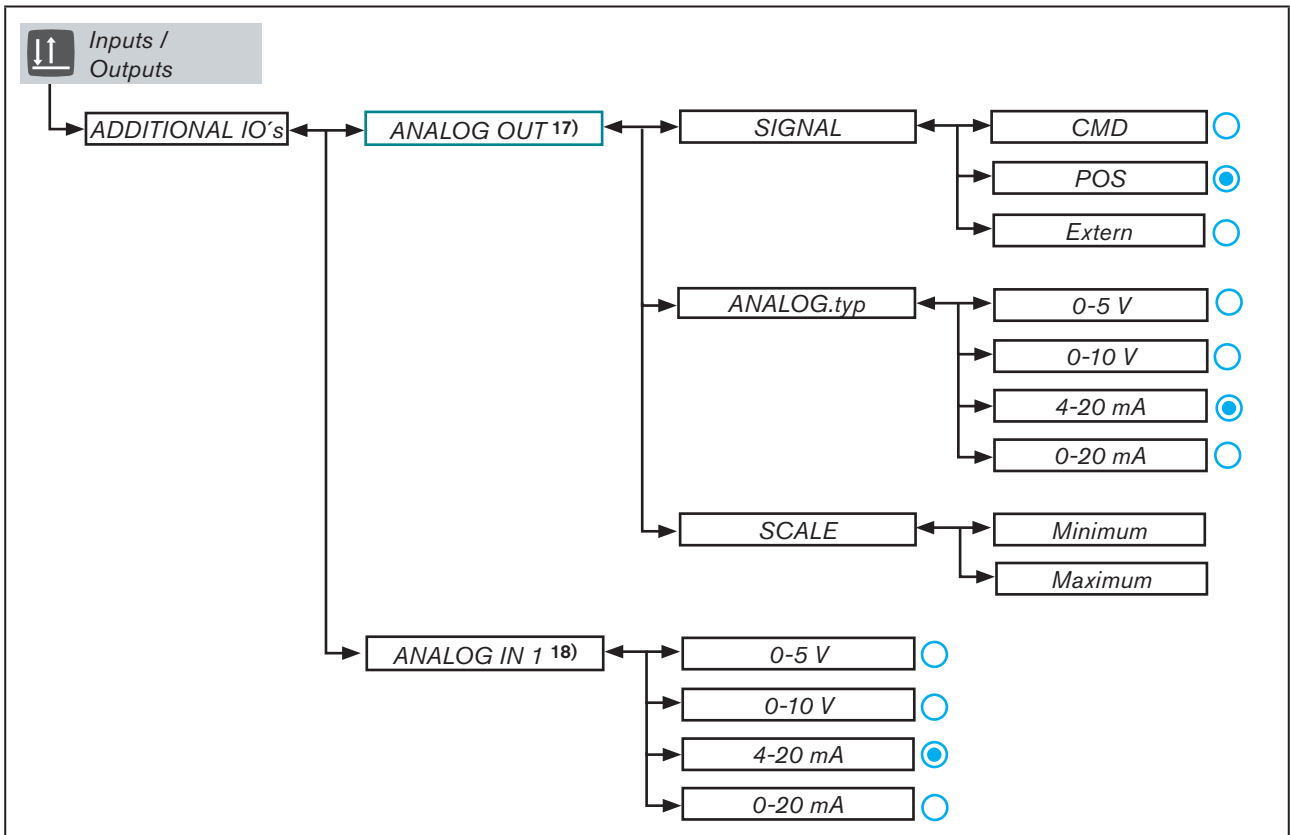 Inputs /
Outputs
ADDITIONAL IO´s
ANALOG OUT 17)
SIGNAL
CMD
POS
Extern
ANALOG.typ
0-5 V
0-10 V
4-20 mA
0-20 mA
SCALE
Minimum
Maximum
ANALOG IN 1 18)
0-5 V
0-10 V
4-20 mA
0-20 mA